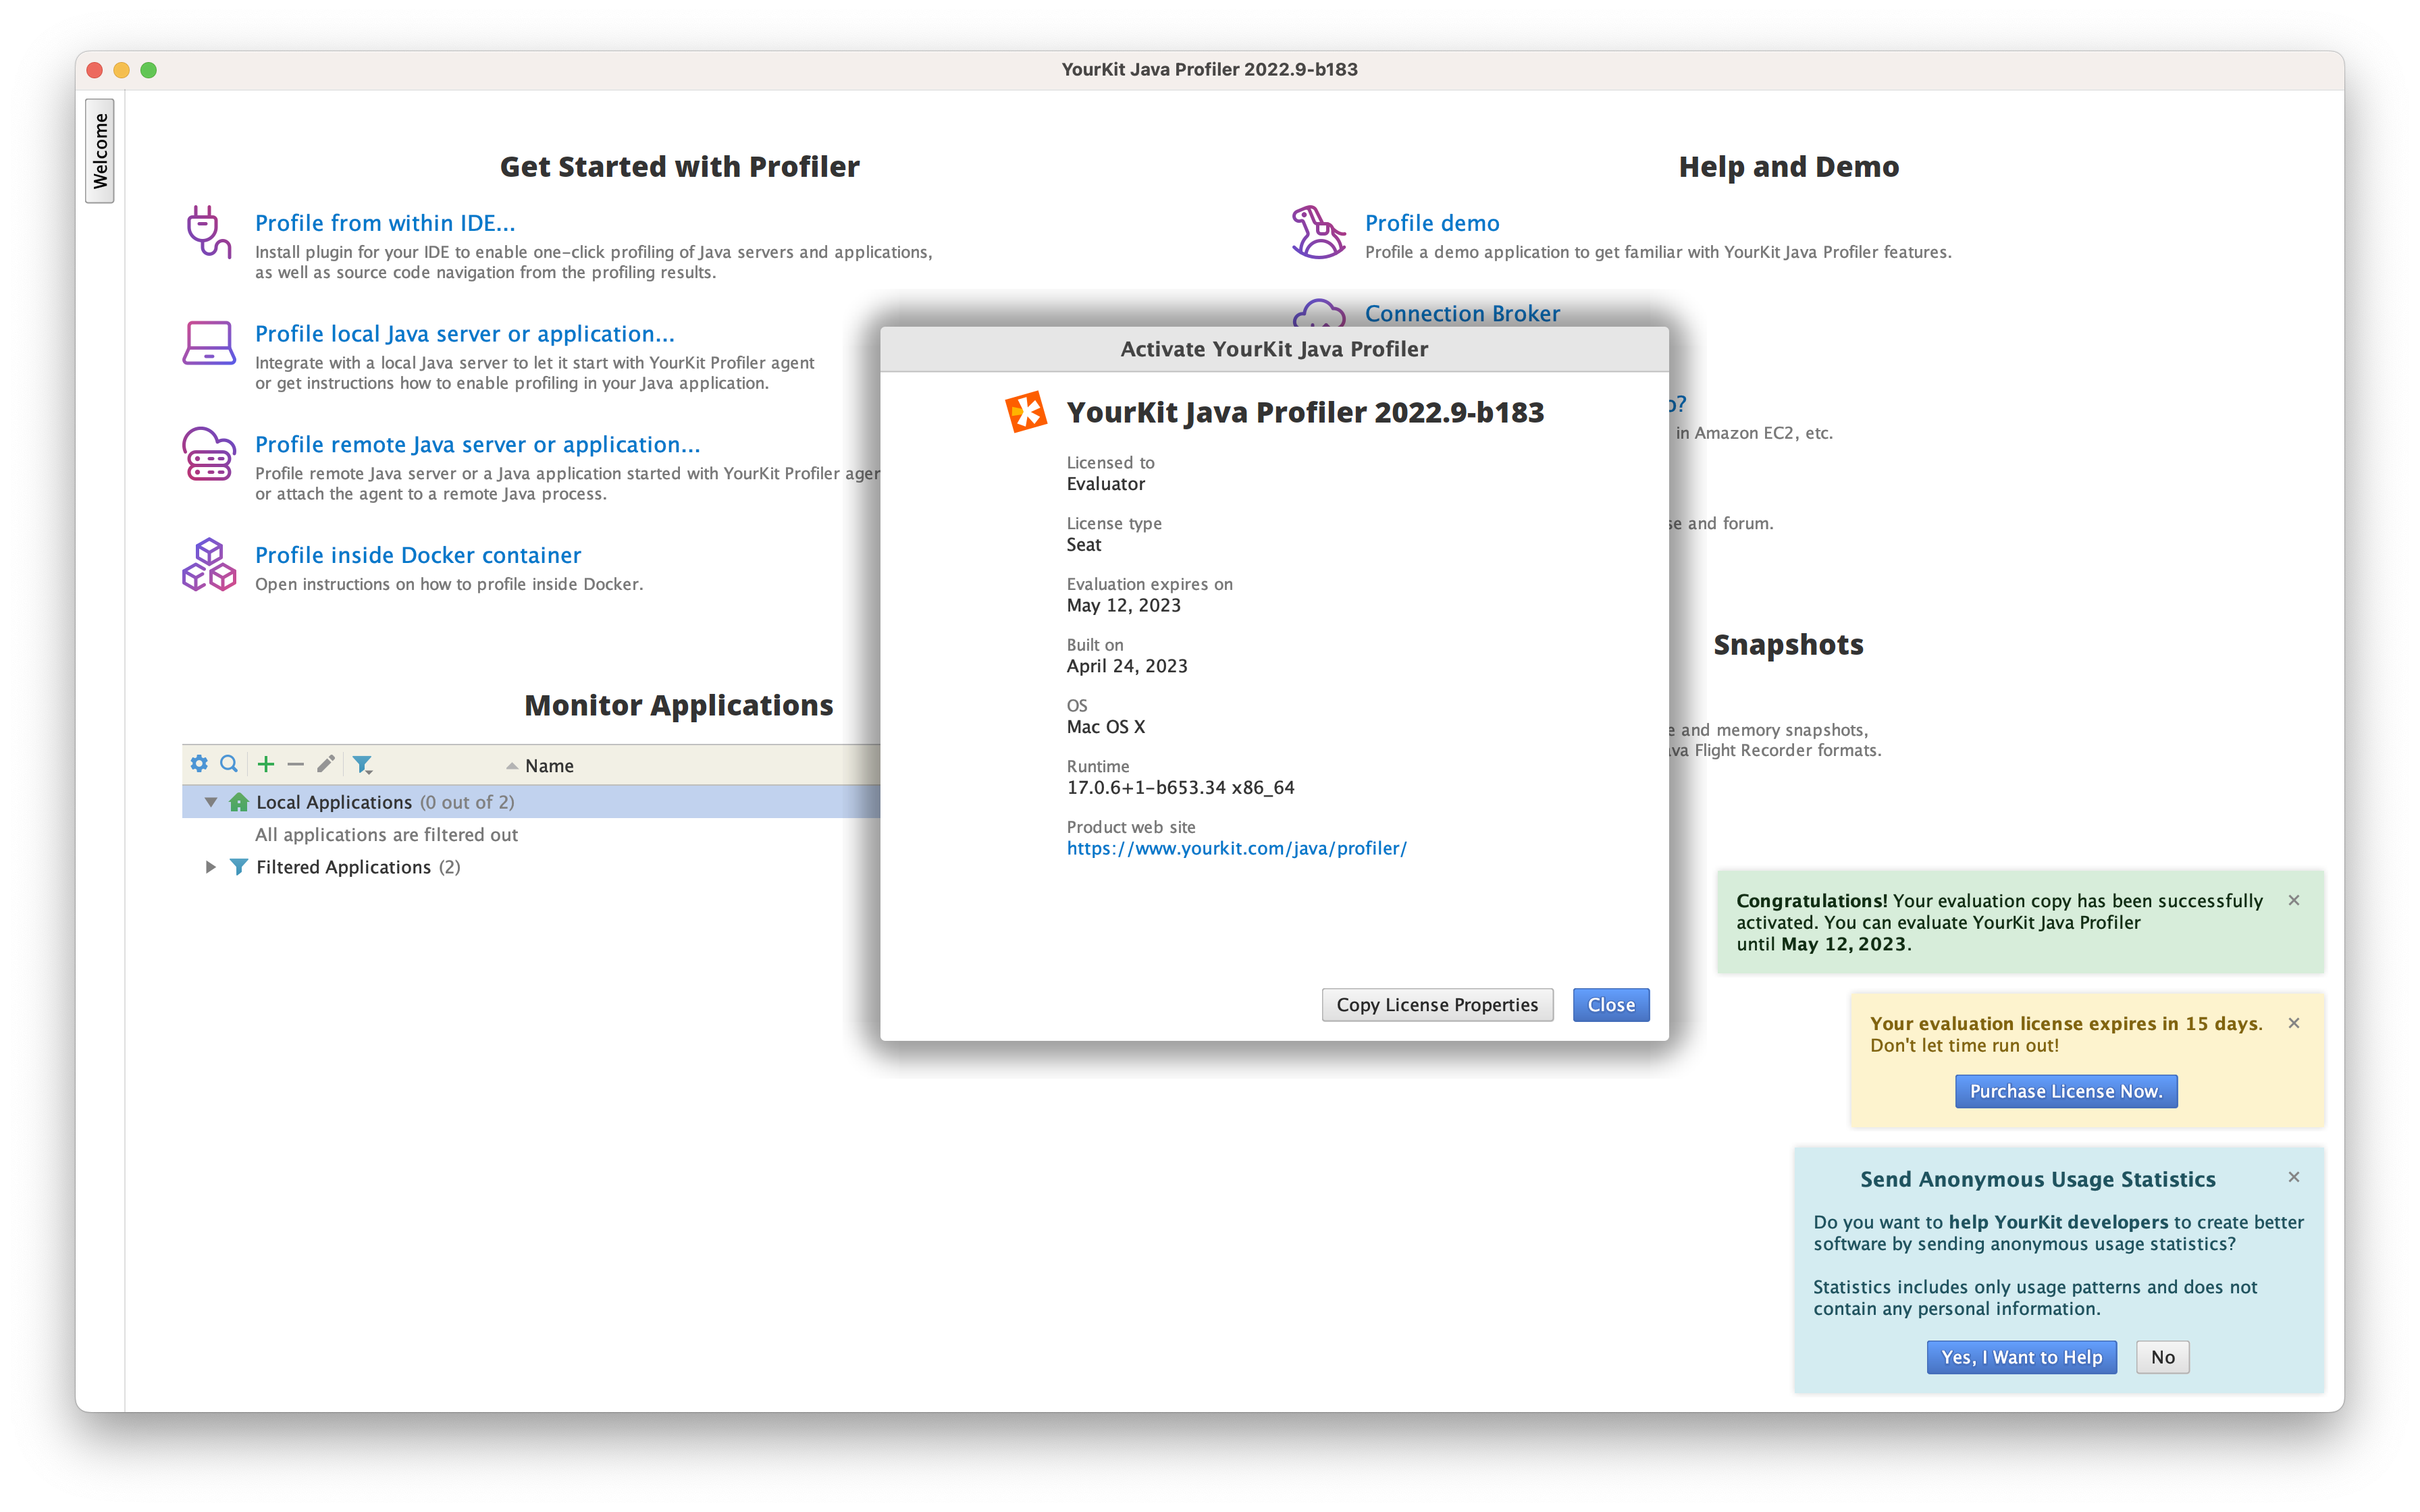 YourKit Java Profiler 2022.9-b183
Welcome
Get Started with Profiler
Profile from within IDE...
Install plugin for your IDE to enable one-click profiling of Java servers and applications,
as well as source code navigation from the profiling results.
Profile local Java server or application...
Integrate with a local Java server to let it start with YourKit Profiler agent
or get instructions how to enable profiling in your Java application.
Profile remote Java server or application...
Profile remote Java server or a Java application started with YourKit Profiler
or attach the agent to a remote Java process.
Profile inside Docker container
Open instructions on how to profile inside Docker.
Monitor Applications
Name
Local Applications (0 out of 2)
All applications are filtered out
Filtered Applications (2)
Help and Demo
Profile demo
Profile a demo application to get familiar with YourKit Java Profiler features.
Connection Broker
in Amazon EC2, etc.
and forum.
Snapshots
and memory snapshots,
Flight Recorder formats.
Activate YourKit Java Profiler
YourKit Java Profiler 2022.9-b183
Licensed to
Evaluator
License type
Seat
Evaluation expires on
May 12, 2023
Built on
April 24, 2023
OS
Mac OS X
Runtime
17.0.6+1-b653.34 x86_64
Product web site
https://www.yourkit.com/java/profiler/
Copy License Properties
Close
Congratulations! Your evaluation copy has been successfully
activated. You can evaluate YourKit Java Profiler
until May 12, 2023.
Your evaluation license expires in 15 days.
Don't let time run out!
Purchase License Now.
Send Anonymous Usage Statistics
Do you want to help YourKit developers to create better
software by sending anonymous usage statistics?
Statistics includes only usage patterns and does not
contain any personal information.
Yes, I Want to Help
No